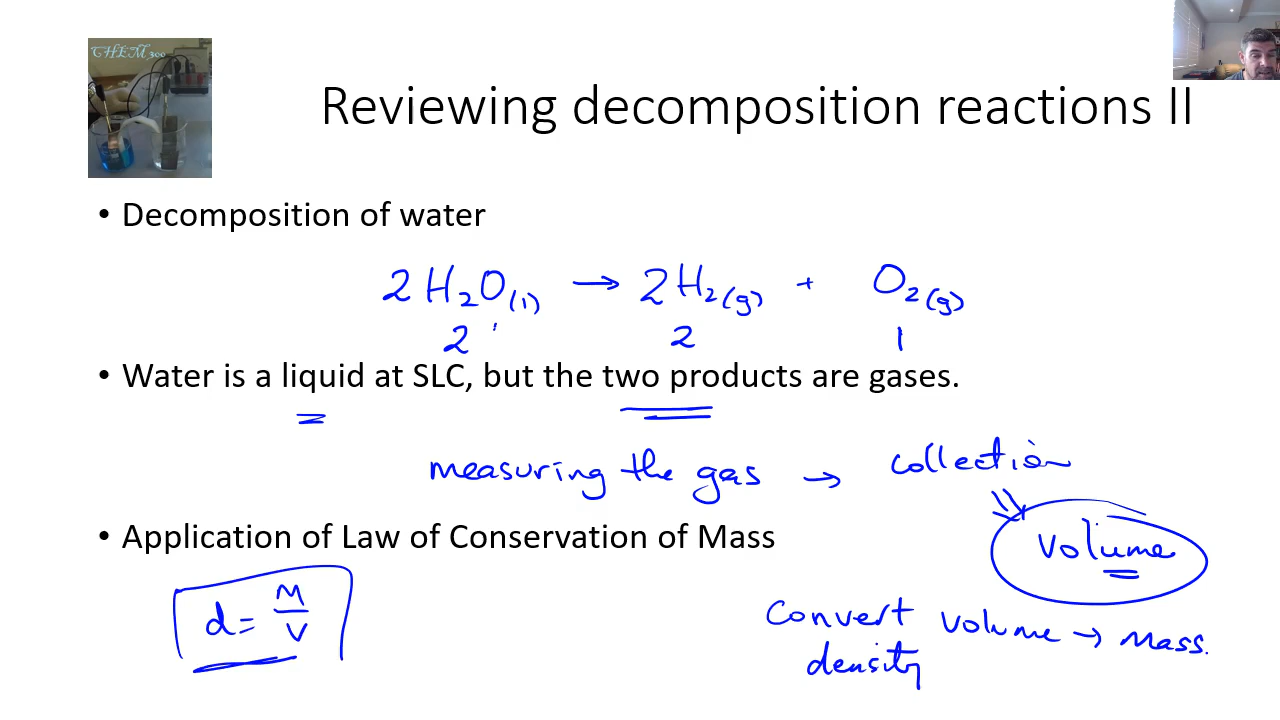 CHEM300
Reviewing decomposition reactions II
• Decomposition of water
2H₂O(l) → 2H₂(g) + O₂(g)
2 2 1
• Water is a liquid at SLC, but the two products are gases.
measuring the gas → collection
volume
• Application of Law of Conservation of Mass
d = M/V
Convert volume → mass.
density